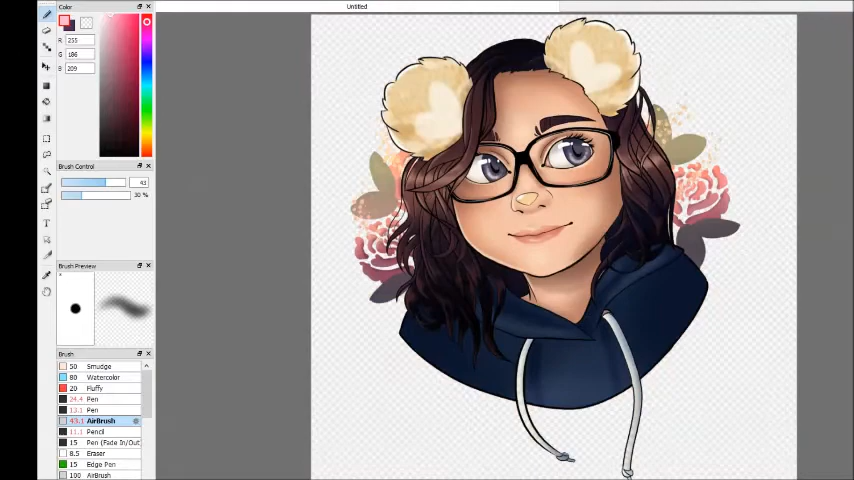 Untitled
Color
R 255
G 186
B 209
Brush Control
43
30 %
Brush Preview
Brush
50 Smudge
80 Watercolor
20 Fluffy
24.4 Pen
12.1 Pen
43.1 AirBrush
11.1 Pencil
15 Pen (Fade In/Out
8.5 Eraser
15 Edge Pen
100 AirBrush
T